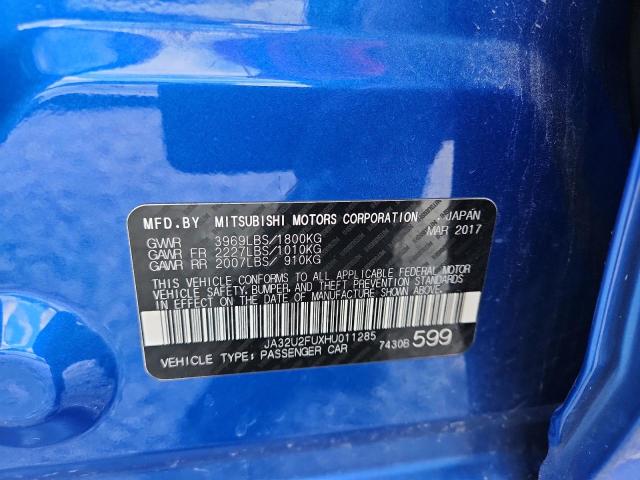 MFD.BY MITSUBISHI MOTORS CORPORATION JAPAN
MAR 2017
GVWR 3969LBS/1800KG
GAWR FR 2227LBS/1010KG
GAWR RR 2007LBS/ 910KG
THIS VEHICLE CONFORMS TO ALL APPLICABLE FEDERAL MOTOR
VEHICLE SAFETY, BUMPER, AND THEFT PREVENTION
STANDARDS IN EFFECT ON THE DATE OF MANUFACTURE SHOWN ABOVE.
JA32U2FUXHU011285
VEHICLE TYPE: PASSENGER CAR 7430B 599